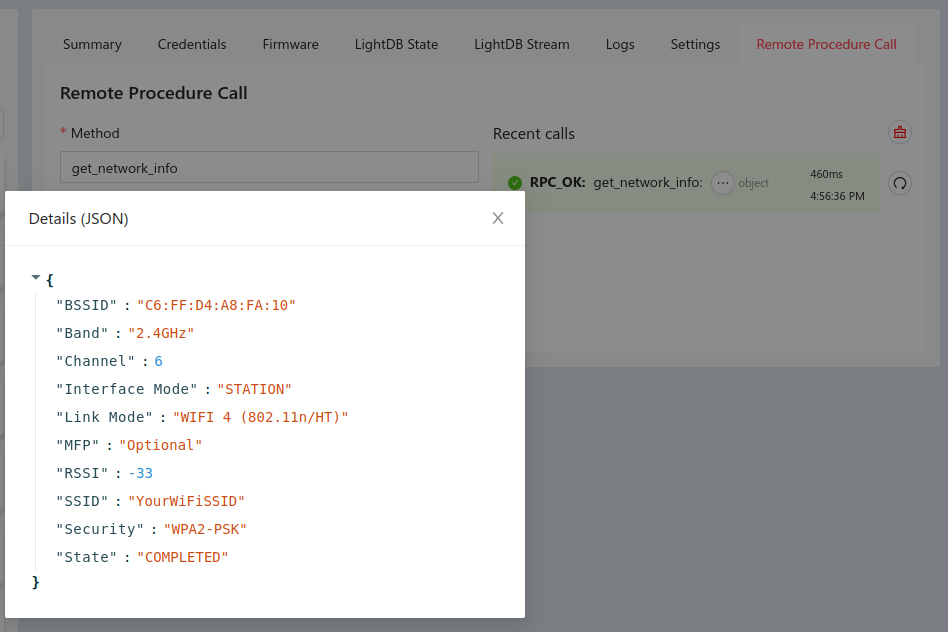 Summary Credentials Firmware LightDB State LightDB Stream Logs Settings Remote Procedure Call
Remote Procedure Call
* Method
get_network_info
Recent calls
RPC_OK: get_network_info: ... object
460ms
4:56:36 PM
Details (JSON)
{
"BSSID" : "C6:FF:D4:A8:FA:10"
"Band" : "2.4GHz"
"Channel" : 6
"Interface Mode" : "STATION"
"Link Mode" : "WIFI 4 (802.11n/HT)"
"MFP" : "Optional"
"RSSI" : -33
"SSID" : "YourWiFiSSID"
"Security" : "WPA2-PSK"
"State" : "COMPLETED"
}